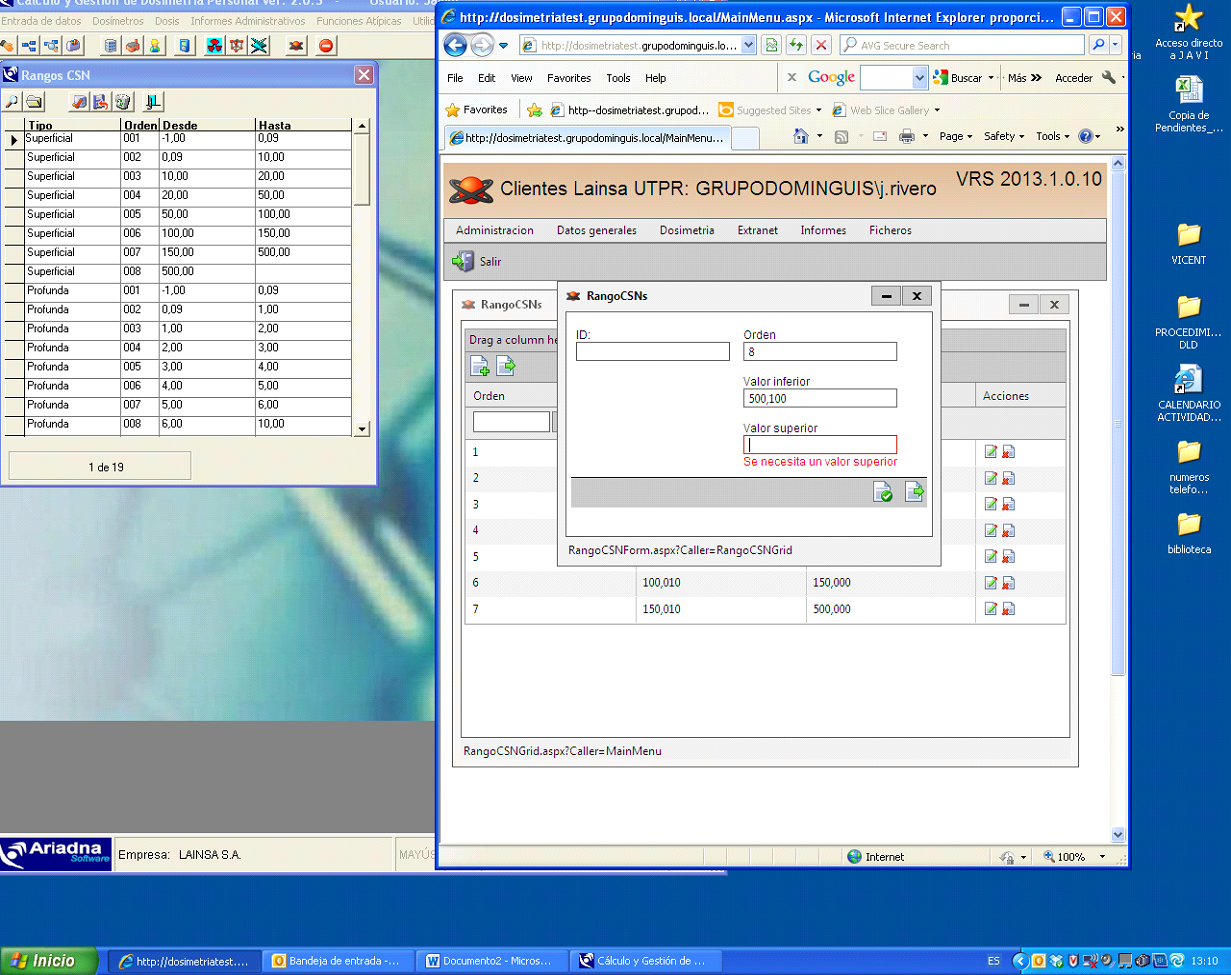 Cálculo y Gestión de Dosimetría Personal Ver. 2.0.5 - Usuario: Ja
Entrada de datos Dosímetros Dosis Informes Administrativos Funciones Atípicas Utilid
Rangos CSN
Tipo Orden Desde Hasta
Superficial 001 -1,00 0,09
Superficial 002 0,09 10,00
Superficial 003 10,00 20,00
Superficial 004 20,00 50,00
Superficial 005 50,00 100,00
Superficial 006 100,00 150,00
Superficial 007 150,00 500,00
Superficial 008 500,00
Profunda 001 -1,00 0,09
Profunda 002 0,09 1,00
Profunda 003 1,00 2,00
Profunda 004 2,00 3,00
Profunda 005 3,00 4,00
Profunda 006 4,00 5,00
Profunda 007 5,00 6,00
Profunda 008 6,00 10,00
1 de 19
Ariadna
Software
Empresa: LAINSA S.A.
MAYÚS
http://dosimetriatest.grupodominguis.local/MainMenu.aspx - Microsoft Internet Explorer proporci...
http://dosimetriatest.grupodominguis.lo...
AVG Secure Search
File Edit View Favorites Tools Help
x Google Buscar Más Acceder
Favorites http--dosimetriatest.grupod... Suggested Sites Web Slice Gallery
http://dosimetriatest.grupodominguis.local/MainMenu...
Page Safety Tools
Clientes Lainsa UTPR: GRUPODOMINGUIS\j.rivero
VRS 2013.1.0.10
Administracion Datos generales Dosimetria Extranet Informes Ficheros
Salir
RangoCSNs
Drag a column he
Orden
Acciones
1
2
3
4
5
6 100,010 150,000
7 150,010 500,000
RangoCSNGrid.aspx?Caller=MainMenu
RangoCSNs
ID:
Orden
8
Valor inferior
500,100
Valor superior
Se necesita un valor superior
RangoCSNForm.aspx?Caller=RangoCSNGrid
Internet
100%
Acceso directo
a J A V I
ria
Copia de
Pendientes_...
VICENT
PROCEDIMI...
DLD
CALENDARIO
ACTIVIDAD...
numeros
telefo...
biblioteca
Inicio
http://dosimetriatest....
Bandeja de entrada -...
Documento2 - Micros...
Cálculo y Gestión de ...
ES
13:10